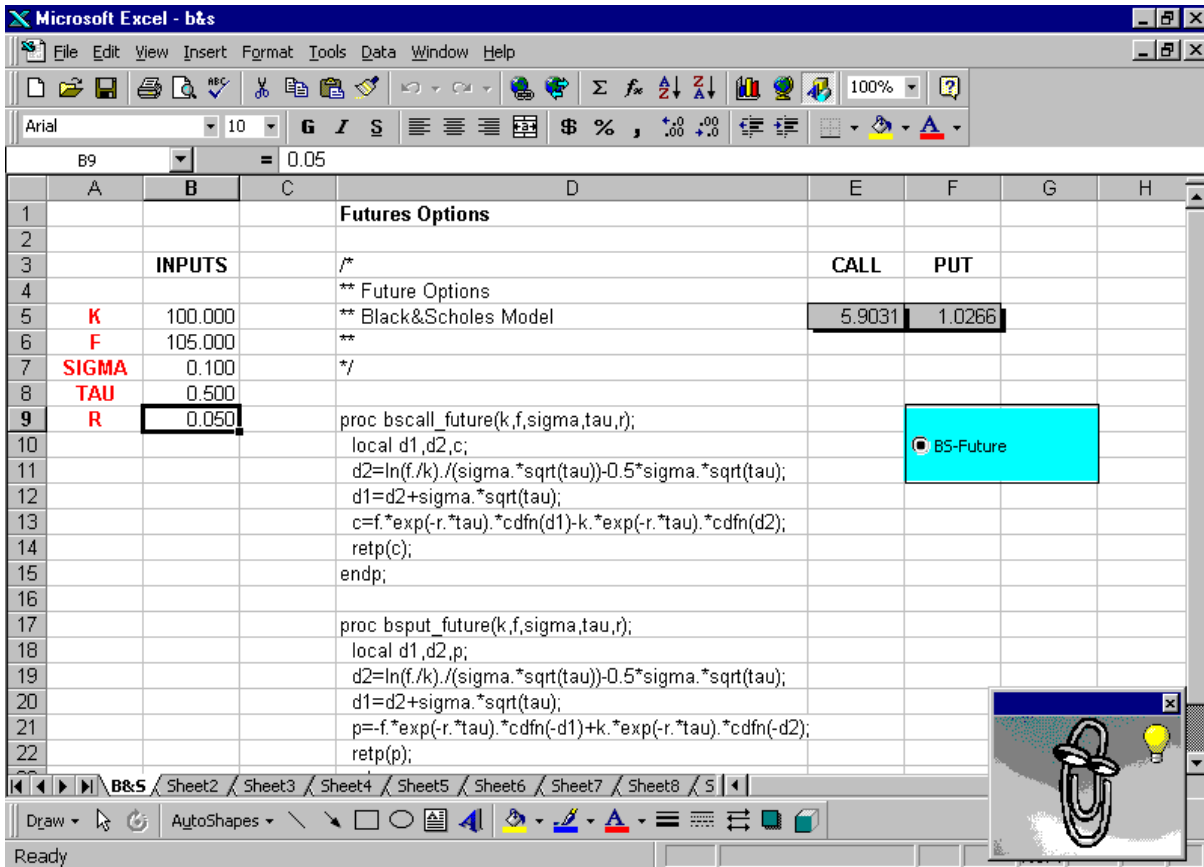 Microsoft Excel - b&s
File Edit View Insert Format Tools Data Window Help
ABC Σ fx A Z Z A 100% ?
Arial 10 G I S $ % ,
B9 = 0.05
A B C D E F G H
1 Futures Options
2
3 INPUTS /* CALL PUT
4 ** Future Options
5 K 100.000 ** Black&Scholes Model 5.9031 1.0266
6 F 105.000 **
7 SIGMA 0.100 */
8 TAU 0.500
9 R 0.050 proc bscall_future(k,f,sigma,tau,r);
10 local d1,d2,c; BS-Future
11 d2=ln(f./k)./(sigma.*sqrt(tau))-0.5*sigma.*sqrt(tau);
12 d1=d2+sigma.*sqrt(tau);
13 c=f.*exp(-r.*tau).*cdfn(d1)-k.*exp(-r.*tau).*cdfn(d2);
14 retp(c);
15 endp;
16
17 proc bsput_future(k,f,sigma,tau,r);
18 local d1,d2,p;
19 d2=ln(f./k)./(sigma.*sqrt(tau))-0.5*sigma.*sqrt(tau);
20 d1=d2+sigma.*sqrt(tau);
21 p=-f.*exp(-r.*tau).*cdfn(-d1)+k.*exp(-r.*tau).*cdfn(-d2);
22 retp(p);
B&S Sheet2 Sheet3 Sheet4 Sheet5 Sheet6 Sheet7 Sheet8 S
Draw AutoShapes
Ready